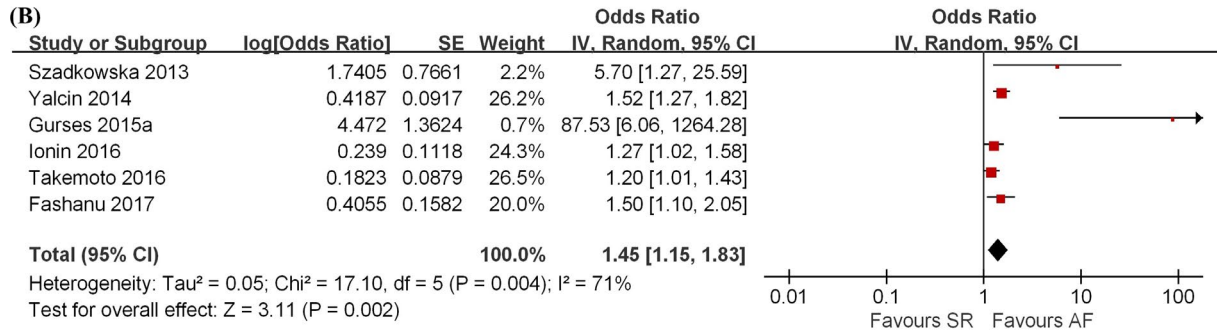 (B)
Odds Ratio Odds Ratio
Study or Subgroup log[Odds Ratio] SE Weight IV, Random, 95% CI IV, Random, 95% CI
Szadkowska 2013 1.7405 0.7661 2.2% 5.70 [1.27, 25.59]
Yalcin 2014 0.4187 0.0917 26.2% 1.52 [1.27, 1.82]
Gurses 2015a 4.472 1.3624 0.7% 87.53 [6.06, 1264.28]
Ionin 2016 0.239 0.1118 24.3% 1.27 [1.02, 1.58]
Takemoto 2016 0.1823 0.0879 26.5% 1.20 [1.01, 1.43]
Fashanu 2017 0.4055 0.1582 20.0% 1.50 [1.10, 2.05]
Total (95% CI) 100.0% 1.45 [1.15, 1.83]
Heterogeneity: Tau² = 0.05; Chi² = 17.10, df = 5 (P = 0.004); I² = 71%
Test for overall effect: Z = 3.11 (P = 0.002)
0.01 0.1 1 10 100
Favours SR Favours AF